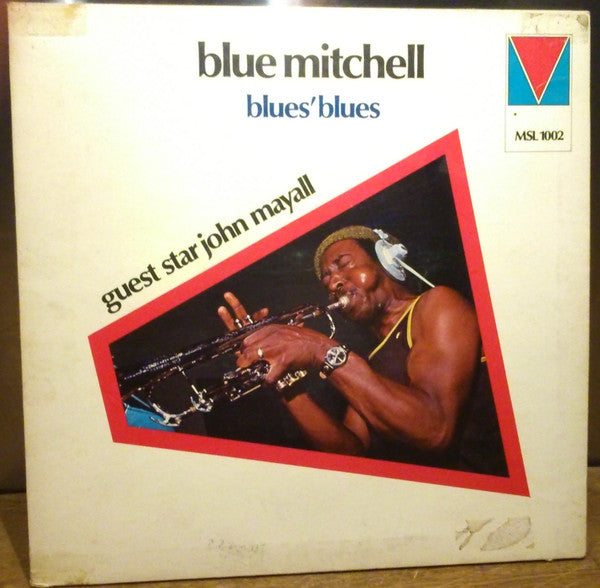 blue mitchell
blues' blues
MSL 1002
guest star john mayall